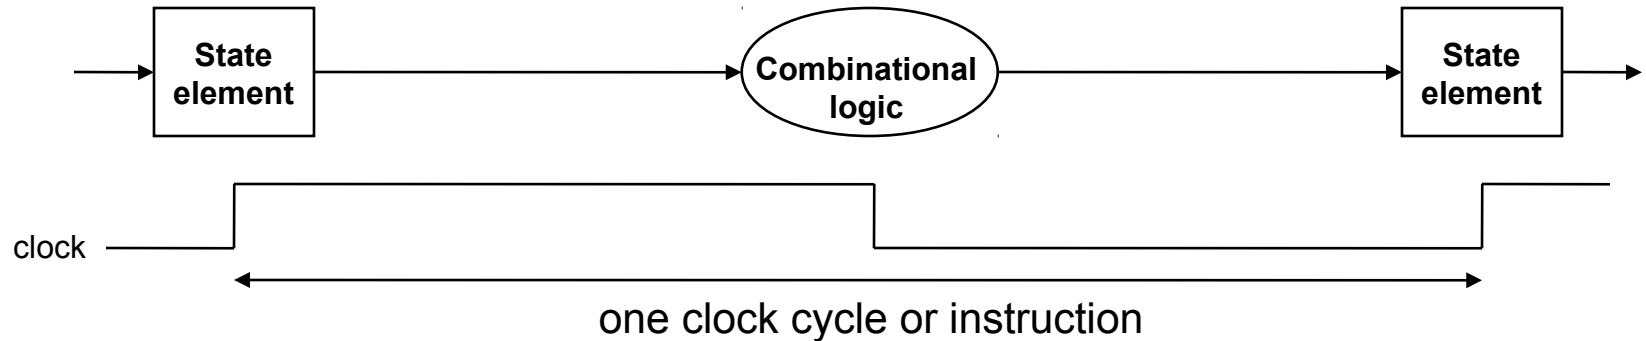 State
element
Combinational
logic
State
element
clock
one clock cycle or instruction